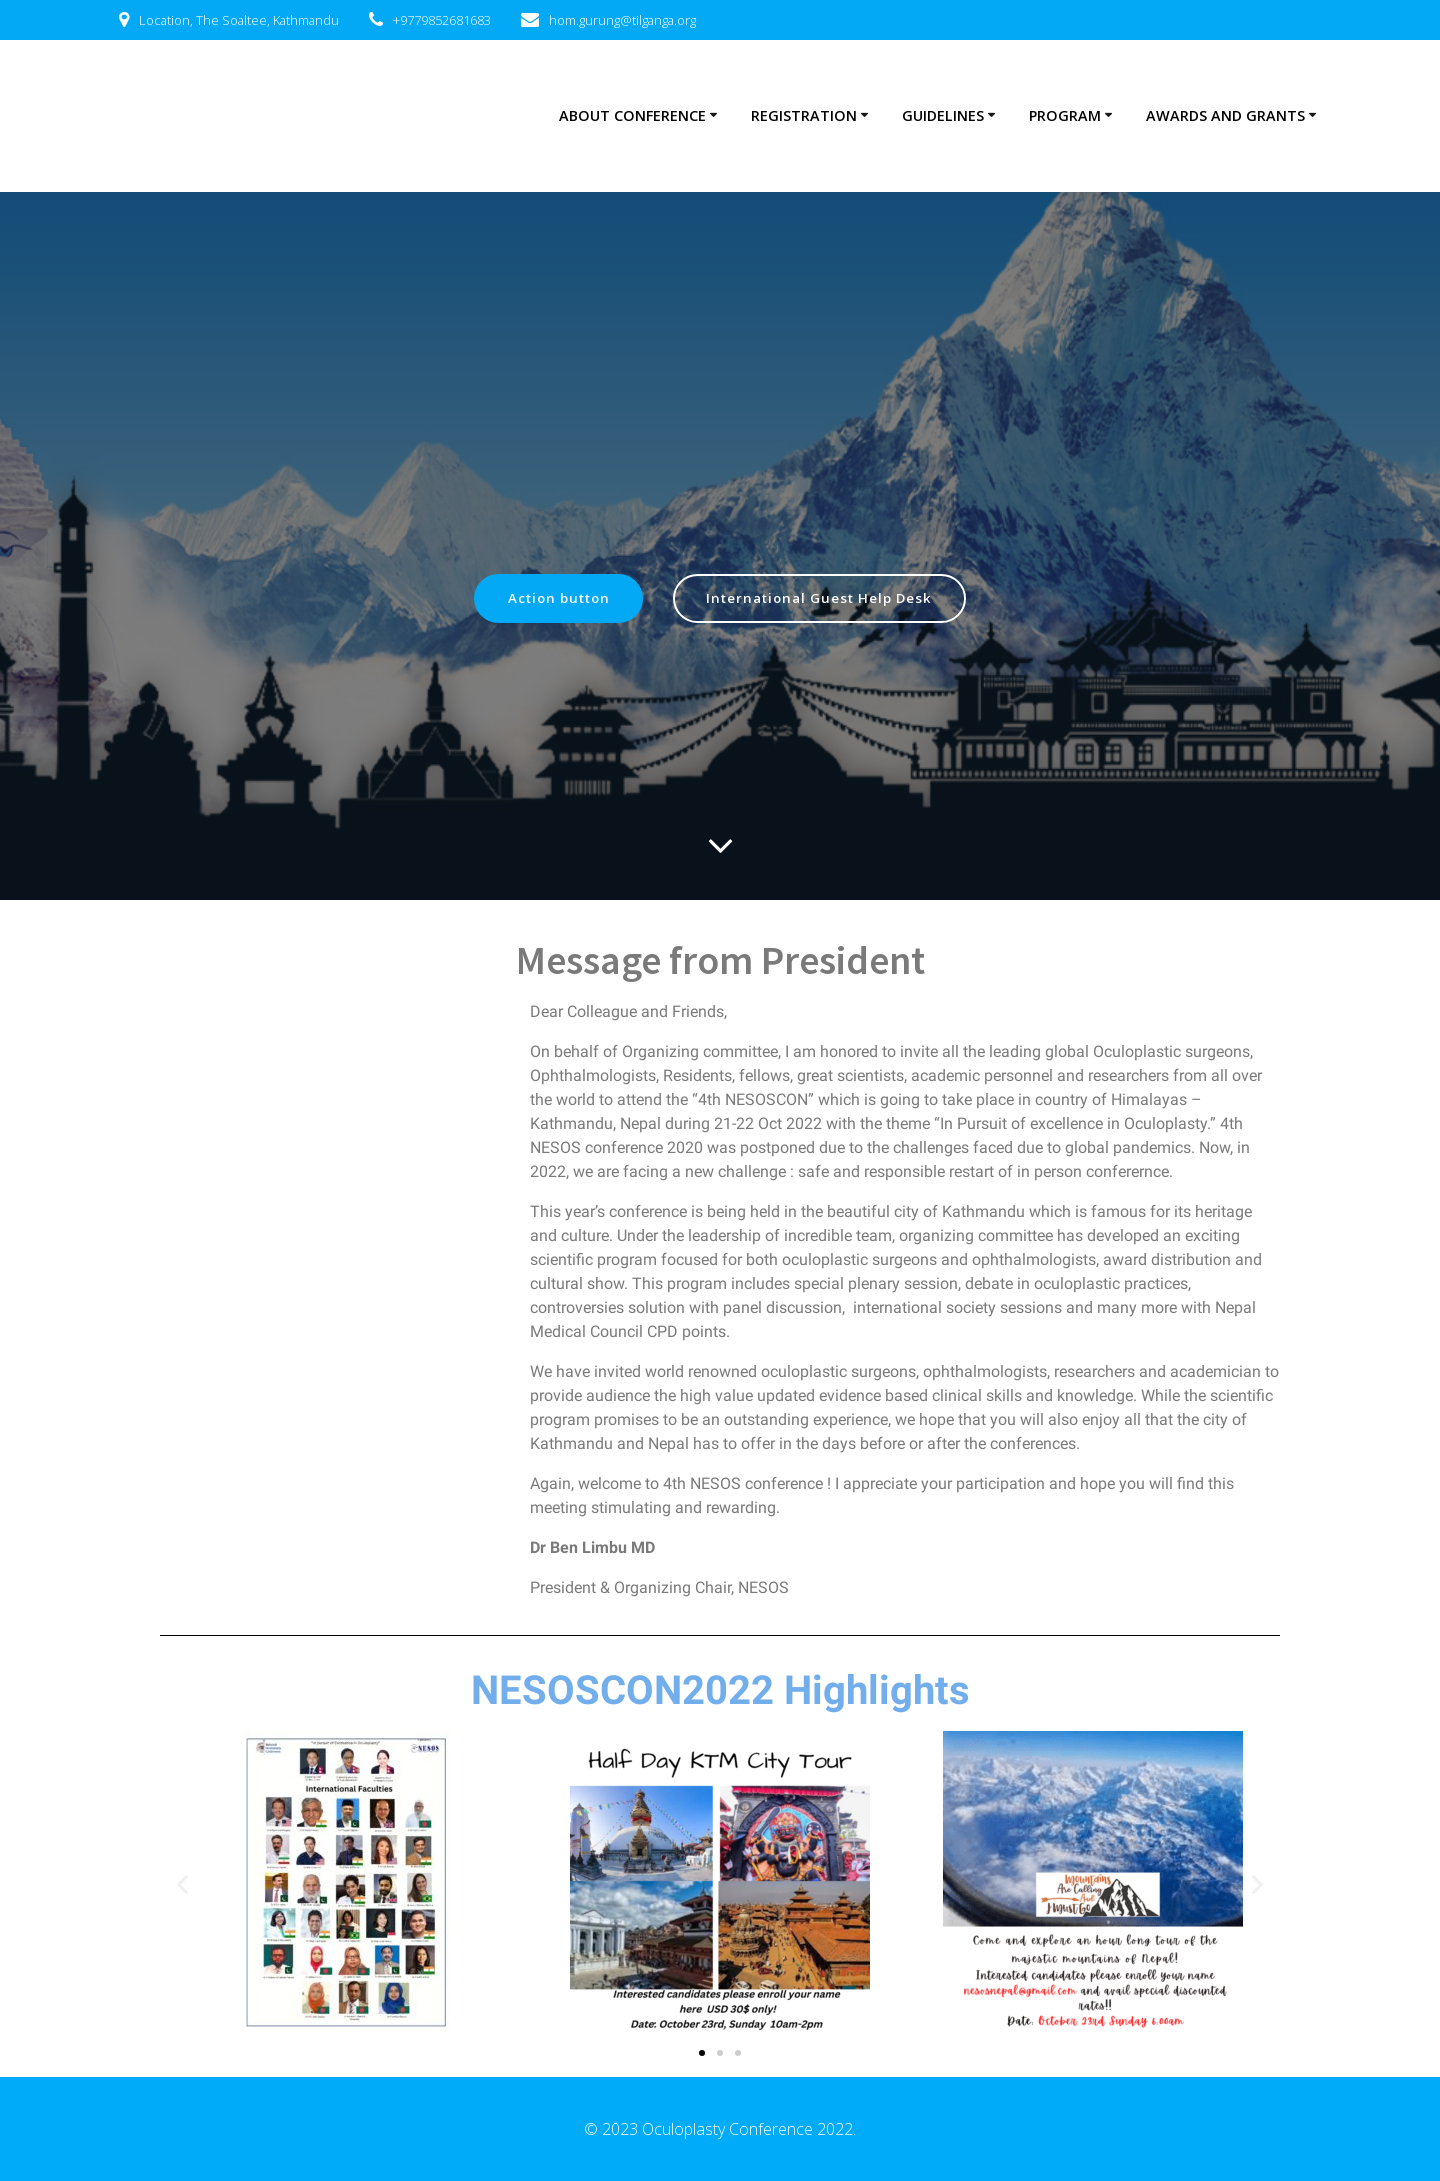 Location, The Soaltee, Kathmandu
+9779852681683
hom.gurung@tilganga.org
ABOUT CONFERENCE
REGISTRATION
GUIDELINES
PROGRAM
AWARDS AND GRANTS
Action button
International Guest Help Desk
Message from President
Dear Colleague and Friends,
On behalf of Organizing committee, I am honored to invite all the leading global Oculoplastic surgeons,
Ophthalmologists, Residents, fellows, great scientists, academic personnel and researchers from all over
the world to attend the “4th NESOSCON” which is going to take place in country of Himalayas –
Kathmandu, Nepal during 21-22 Oct 2022 with the theme “In Pursuit of excellence in Oculoplasty.” 4th
NESOS conference 2020 was postponed due to the challenges faced due to global pandemics. Now, in
2022, we are facing a new challenge : safe and responsible restart of in person conferernce.
This year’s conference is being held in the beautiful city of Kathmandu which is famous for its heritage
and culture. Under the leadership of incredible team, organizing committee has developed an exciting
scientific program focused for both oculoplastic surgeons and ophthalmologists, award distribution and
cultural show. This program includes special plenary session, debate in oculoplastic practices,
controversies solution with panel discussion,  international society sessions and many more with Nepal
Medical Council CPD points.
We have invited world renowned oculoplastic surgeons, ophthalmologists, researchers and academician to
provide audience the high value updated evidence based clinical skills and knowledge. While the scientific
program promises to be an outstanding experience, we hope that you will also enjoy all that the city of
Kathmandu and Nepal has to offer in the days before or after the conferences.
Again, welcome to 4th NESOS conference ! I appreciate your participation and hope you will find this
meeting stimulating and rewarding.
Dr Ben Limbu MD
President & Organizing Chair, NESOS
NESOSCON2022 Highlights
NESOS
International Faculties
Half Day KTM City Tour
Interested candidates please enroll your name
here USD 30$ only!
Date: October 23rd, Sunday 10am-2pm
Mountains
Are Calling
And
I Must Go
Come and explore an hour long tour of the
majestic mountains of Nepal!
Interested candidates please enroll your name
nesosnepal@gmail.com and avail special discounted
rates!!
Date: October 23rd Sunday 6.00am
© 2023 Oculoplasty Conference 2022.